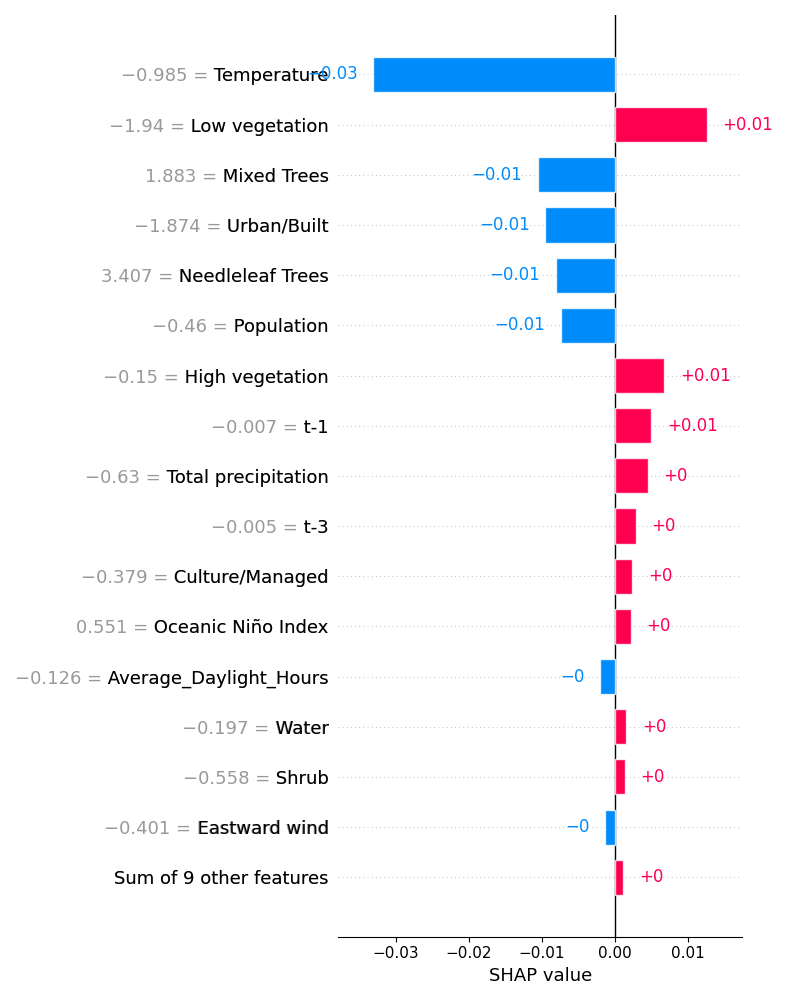 −0.985 = Temperature −0.03
−1.94 = Low vegetation +0.01
1.883 = Mixed Trees −0.01
−1.874 = Urban/Built −0.01
3.407 = Needleleaf Trees −0.01
−0.46 = Population −0.01
−0.15 = High vegetation +0.01
−0.007 = t-1 +0.01
−0.63 = Total precipitation +0
−0.005 = t-3 +0
−0.379 = Culture/Managed +0
0.551 = Oceanic Niño Index +0
−0.126 = Average_Daylight_Hours −0
−0.197 = Water +0
−0.558 = Shrub +0
−0.401 = Eastward wind −0
Sum of 9 other features +0
−0.03 −0.02 −0.01 0.00 0.01
SHAP value